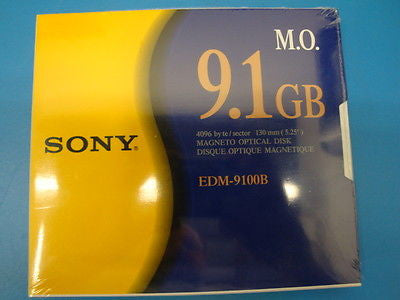 M.O.
9.1GB
4096 byte/sector 130 mm (5.25")
MAGNETO OPTICAL DISK
DISQUE OPTIQUE MAGNETIQUE
SONY®
EDM-9100B